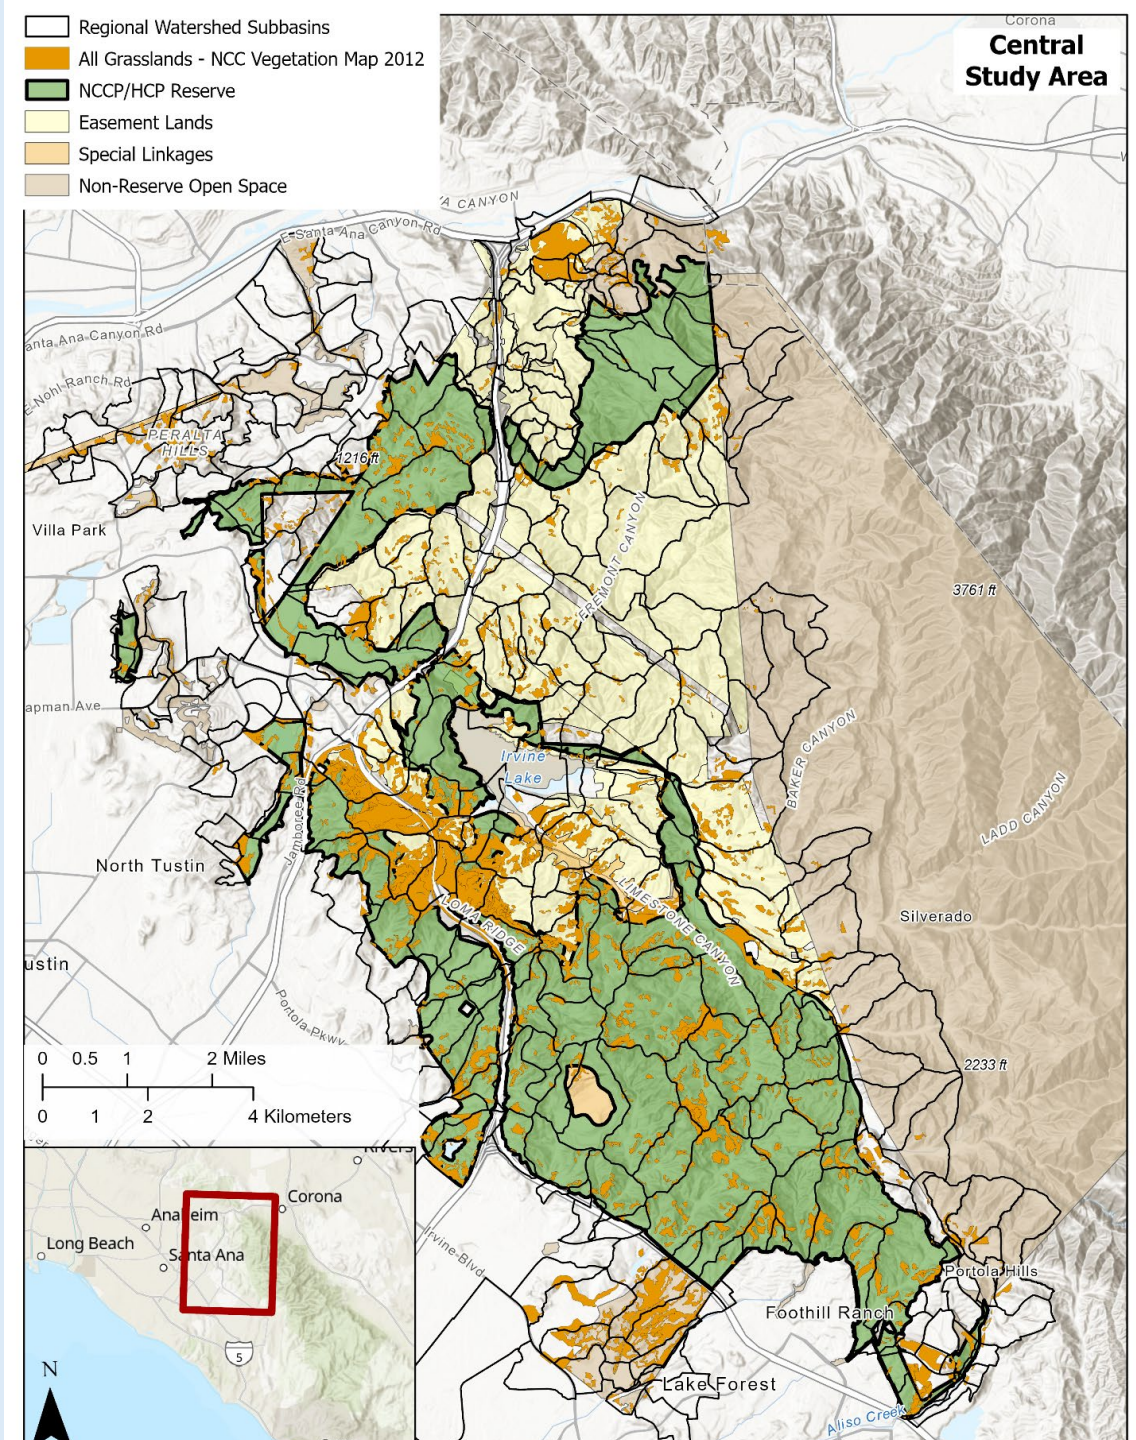 Regional Watershed Subbasins
All Grasslands - NCC Vegetation Map 2012
NCCP/HCP Reserve
Easement Lands
Special Linkages
Non-Reserve Open Space
Corona
Central
Study Area
CANYON
E Santa Ana Canyon Rd
anta Ana Canyon Rd
E Nohl Ranch Rd
PERALTA
HILLS
1216 ft
Villa Park
FREMONT CANYON
3761 ft
apman Ave
Irvine
Lake
BAKER CANYON
LADD CANYON
Jamboree Rd
North Tustin
LIMESTONE CANYON
LOMA RIDGE
Silverado
ustin
Portola Pkwy
2233 ft
0 0.5 1 2 Miles
0 1 2 4 Kilometers
Corona
Anaheim
Long Beach
Santa Ana
5
N
Irvine-Blvd
Portola Hills
Foothill Ranch
Lake Forest
Aliso Creek